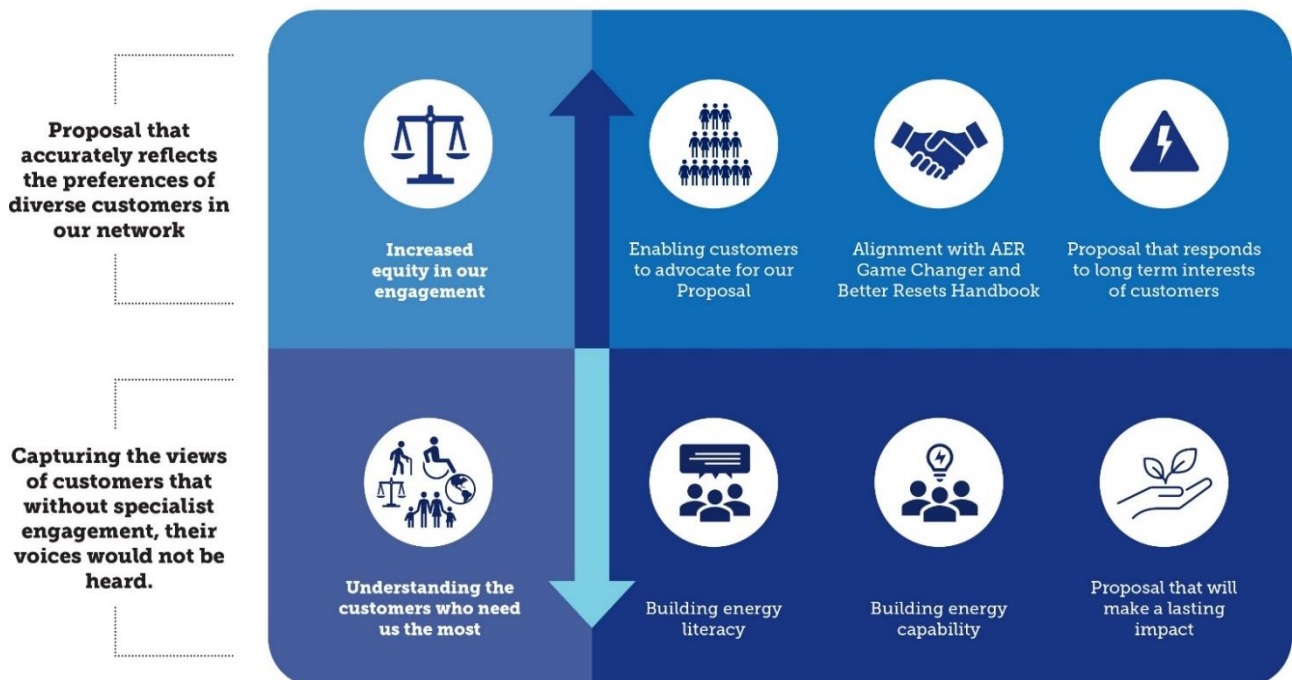 Proposal that
accurately reflects
the preferences of
diverse customers in
our network
Increased
equity in our
engagement
Enabling customers
to advocate for our
Proposal
Alignment with AER
Game Changer and
Better Resets Handbook
Proposal that responds
to long term interests
of customers
Capturing the views
of customers that
without specialist
engagement, their
voices would not be
heard.
Understanding the
customers who need
us the most
Building energy
literacy
Building energy
capability
Proposal that will
make a lasting
impact